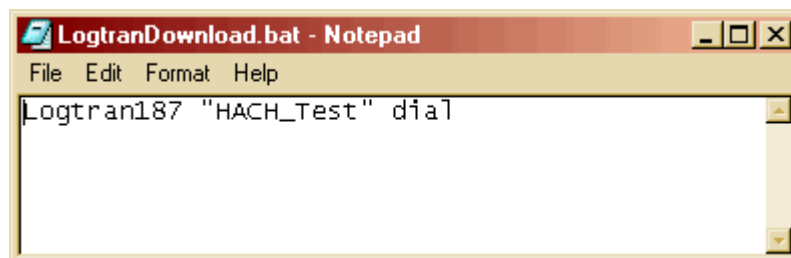 LogtranDownload.bat - Notepad
File Edit Format Help
Logtran187 "HACH_Test" dial